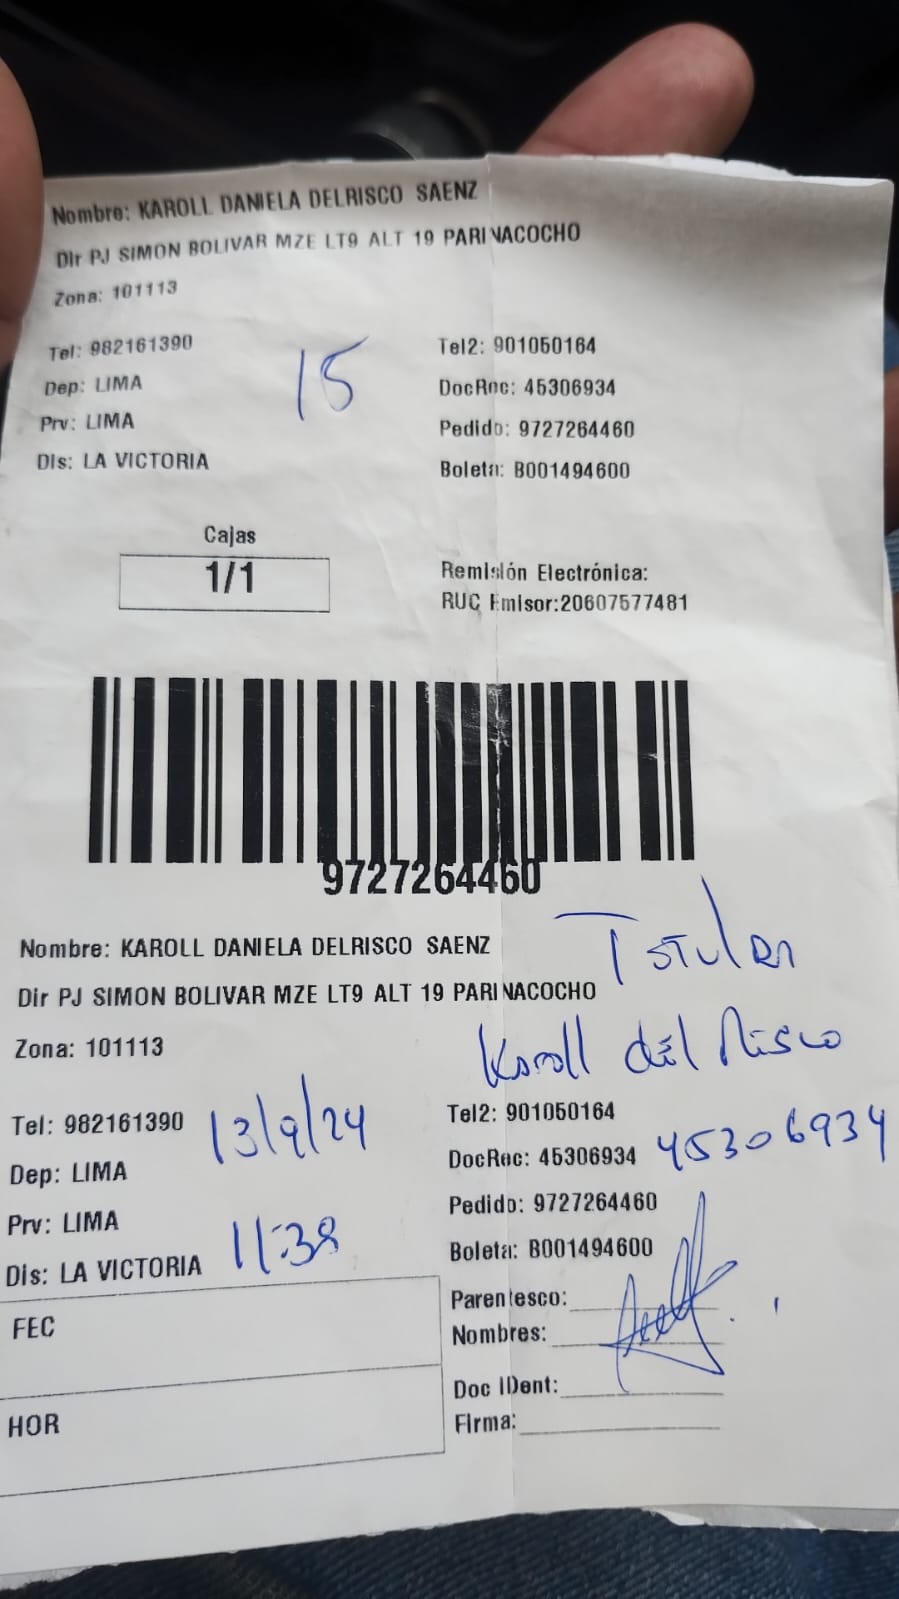 Nombre: KAROLL DANIELA DELRISCO SAENZ
Dir PJ SIMON BOLIVAR MZE LT9 ALT 19 PARINACOCHO
Zona: 101113
Tel: 982161390
15
Tel2: 901050164
Dep: LIMA
DocRec: 45306934
Prv: LIMA
Pedido: 9727264460
Dis: LA VICTORIA
Boleta: B001494600
Cajas
1/1
Remisión Electrónica:
RUC Emisor:20607577481
9727264460
Nombre: KAROLL DANIELA DELRISCO SAENZ
Titular
Dir PJ SIMON BOLIVAR MZE LT9 ALT 19 PARINACOCHO
Zona: 101113
Karoll del Risco
Tel: 982161390
13/9/24
Tel2: 901050164
Dep: LIMA
DocRec: 45306934
45306934
Prv: LIMA
11:38
Pedido: 9727264460
Dis: LA VICTORIA
Boleta: B001494600
FEC
Parentesco:
Nombres:
HOR
Doc IDent:
Firma: